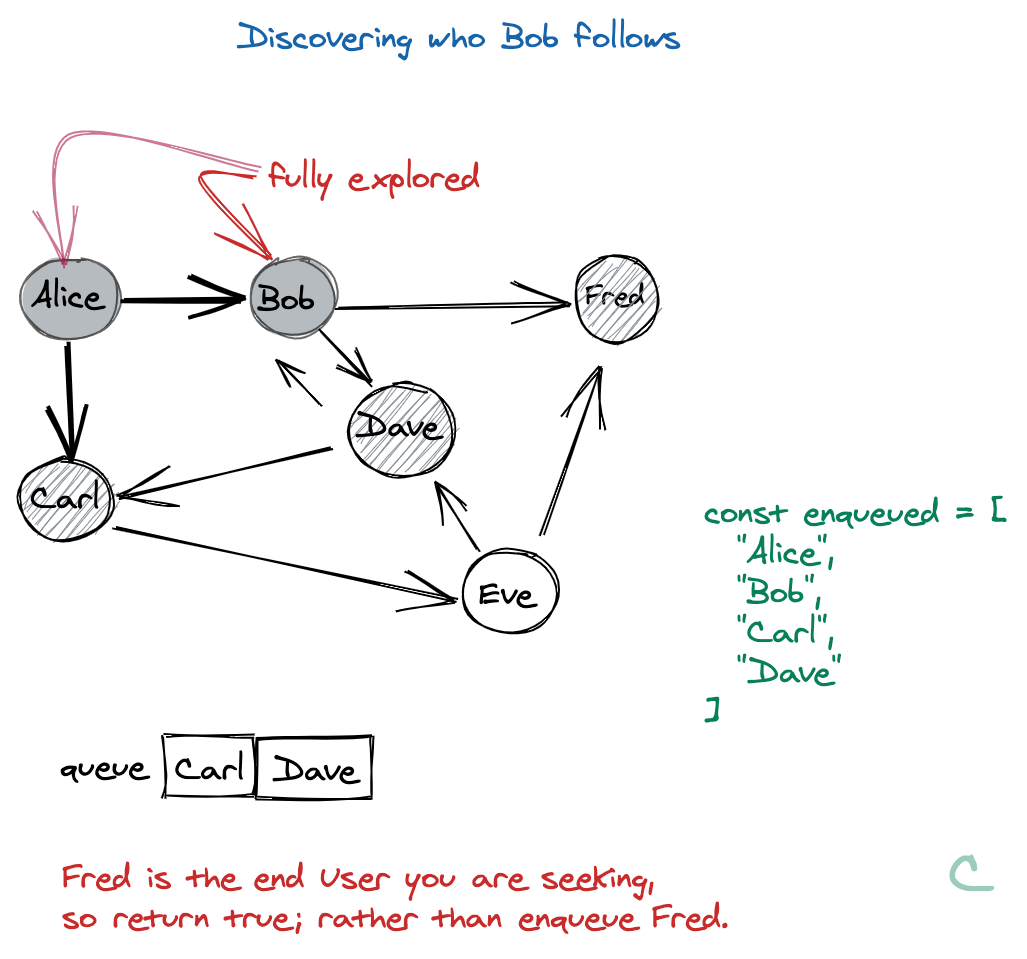 Discovering who Bob follows
fully explored
Alice
Bob
Fred
Dave
Carl
Eve
const enqueued = [
"Alice",
"Bob",
"Carl",
"Dave"
]
queue Carl Dave
Fred is the end user you are seeking,
so return true; rather than enqueue Fred.
C